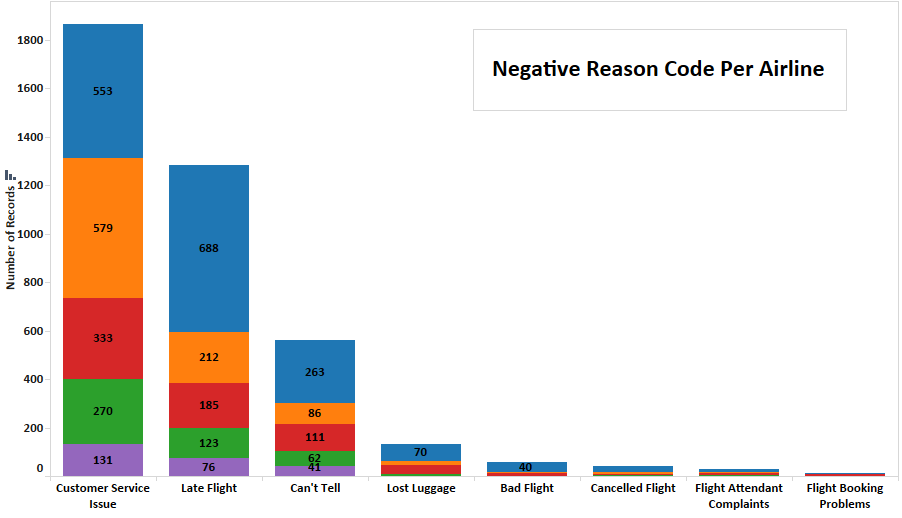 Negative Reason Code Per Airline
Number of Records
1800
1600
1400
1200
1000
800
600
400
200
0
553
579
333
270
131
688
212
185
123
76
263
86
111
62
41
70
40
Customer Service
Issue
Late Flight
Can't Tell
Lost Luggage
Bad Flight
Cancelled Flight
Flight Attendant
Complaints
Flight Booking
Problems